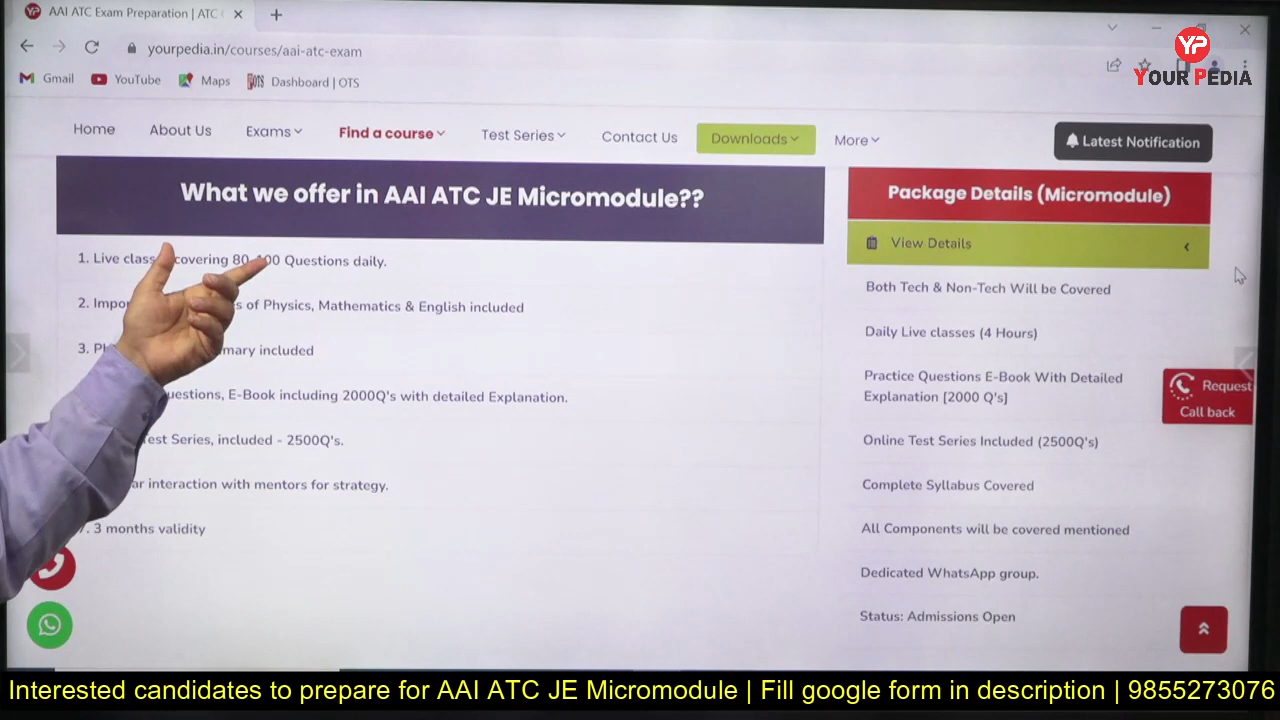 AAI ATC Exam Preparation | ATC
yourpedia.in/courses/aai-atc-exam
Gmail YouTube Maps Dashboard | OTS
YP
YOUR PEDIA
Home About Us Exams Find a course Test Series Contact Us Downloads More Latest Notification
What we offer in AAI ATC JE Micromodule??
1. Live class covering 80-100 Questions daily.
2. of Physics, Mathematics & English included
3. included
uestions, E-Book including 2000Q's with detailed Explanation.
Test Series, included - 2500Q's.
interaction with mentors for strategy.
7. 3 months validity
Package Details (Micromodule)
View Details
Both Tech & Non-Tech Will be Covered
Daily Live classes (4 Hours)
Practice Questions E-Book With Detailed
Explanation [2000 Q's]
Online Test Series Included (2500Q's)
Complete Syllabus Covered
All Components will be covered mentioned
Dedicated WhatsApp group.
Status: Admissions Open
Request
Call back
Interested candidates to prepare for AAI ATC JE Micromodule | Fill google form in description | 9855273076